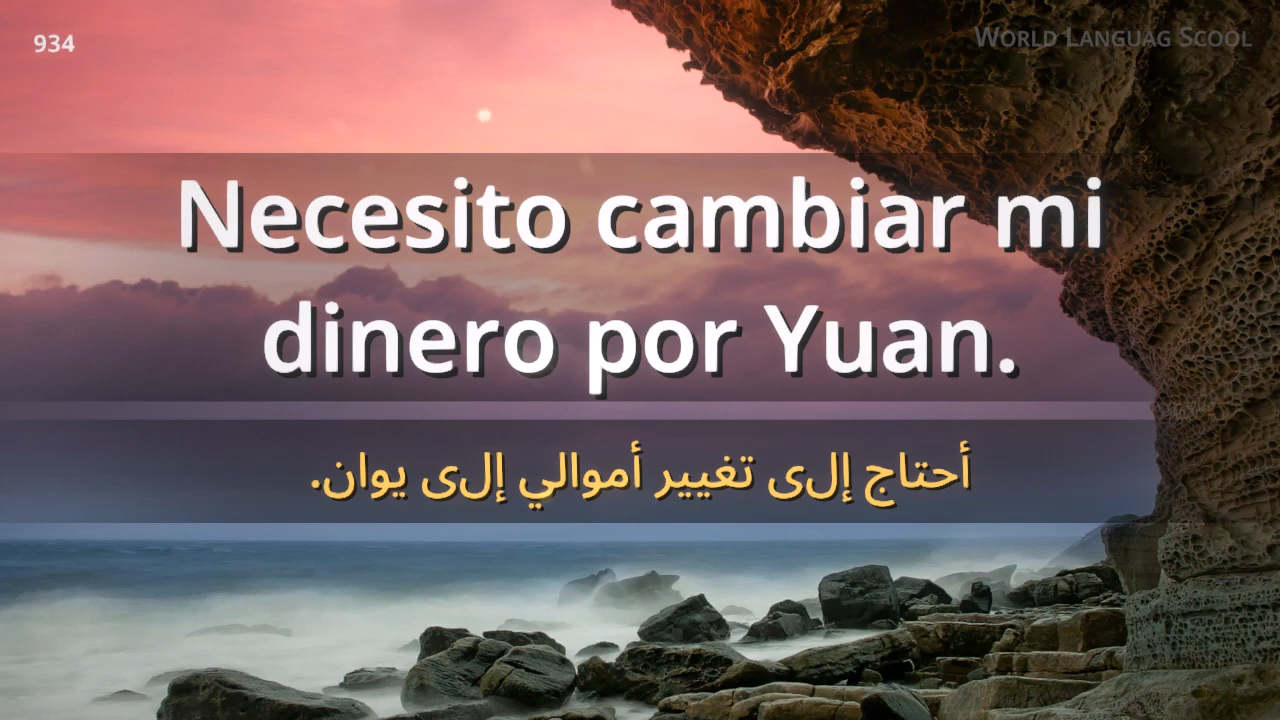 934
WORLD LANGUAG SCOOL
Necesito cambiar mi
dinero por Yuan.
أحتاج إلى تغيير أموالي إلى يوان.